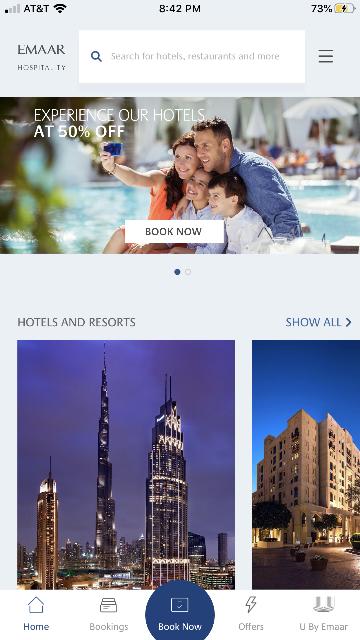 AT&T
8:42 PM
73%
EMAAR
HOSPITALITY
Search for hotels, restaurants and more
EXPERIENCE OUR HOTELS
AT 50% OFF
BOOK NOW
HOTELS AND RESORTS
SHOW ALL
Home
Bookings
Book Now
Offers
U By Emaar